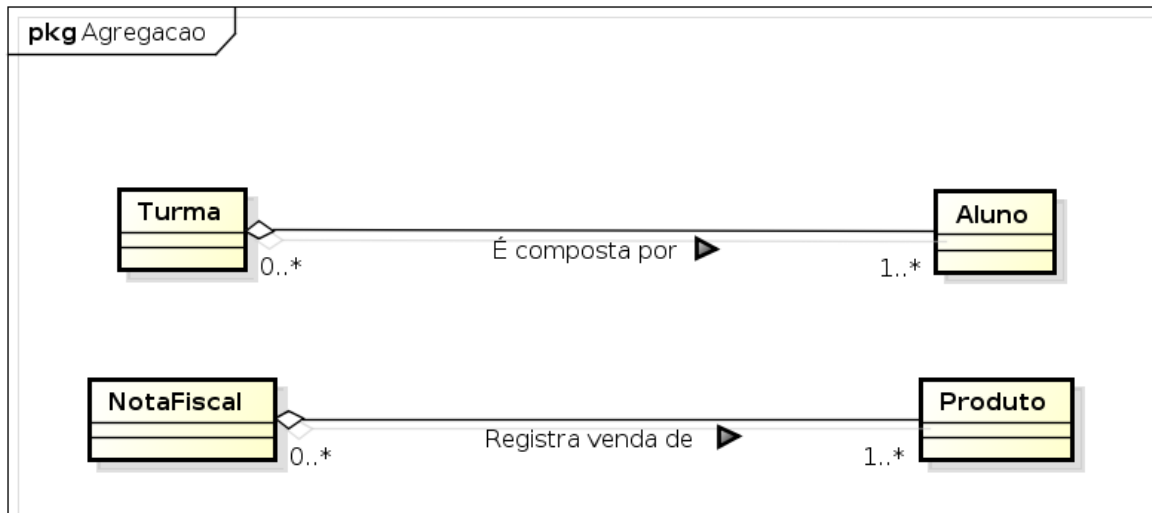 pkg Agregacao
Turma
Aluno
É composta por
0..*
1..*
NotaFiscal
Produto
Registra venda de
0..*
1..*